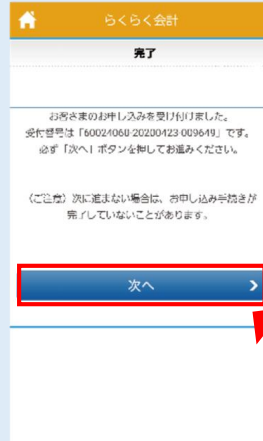 らくらく会計
完了
お客さまのお申し込みを受け付けました。
受付番号は「60024060-20200423-009649」です。
必ず「次へ」ボタンを押してお進みください。
（ご注意）次に進まない場合は、お申し込み手続きが
完了していないことがあります。
次へ